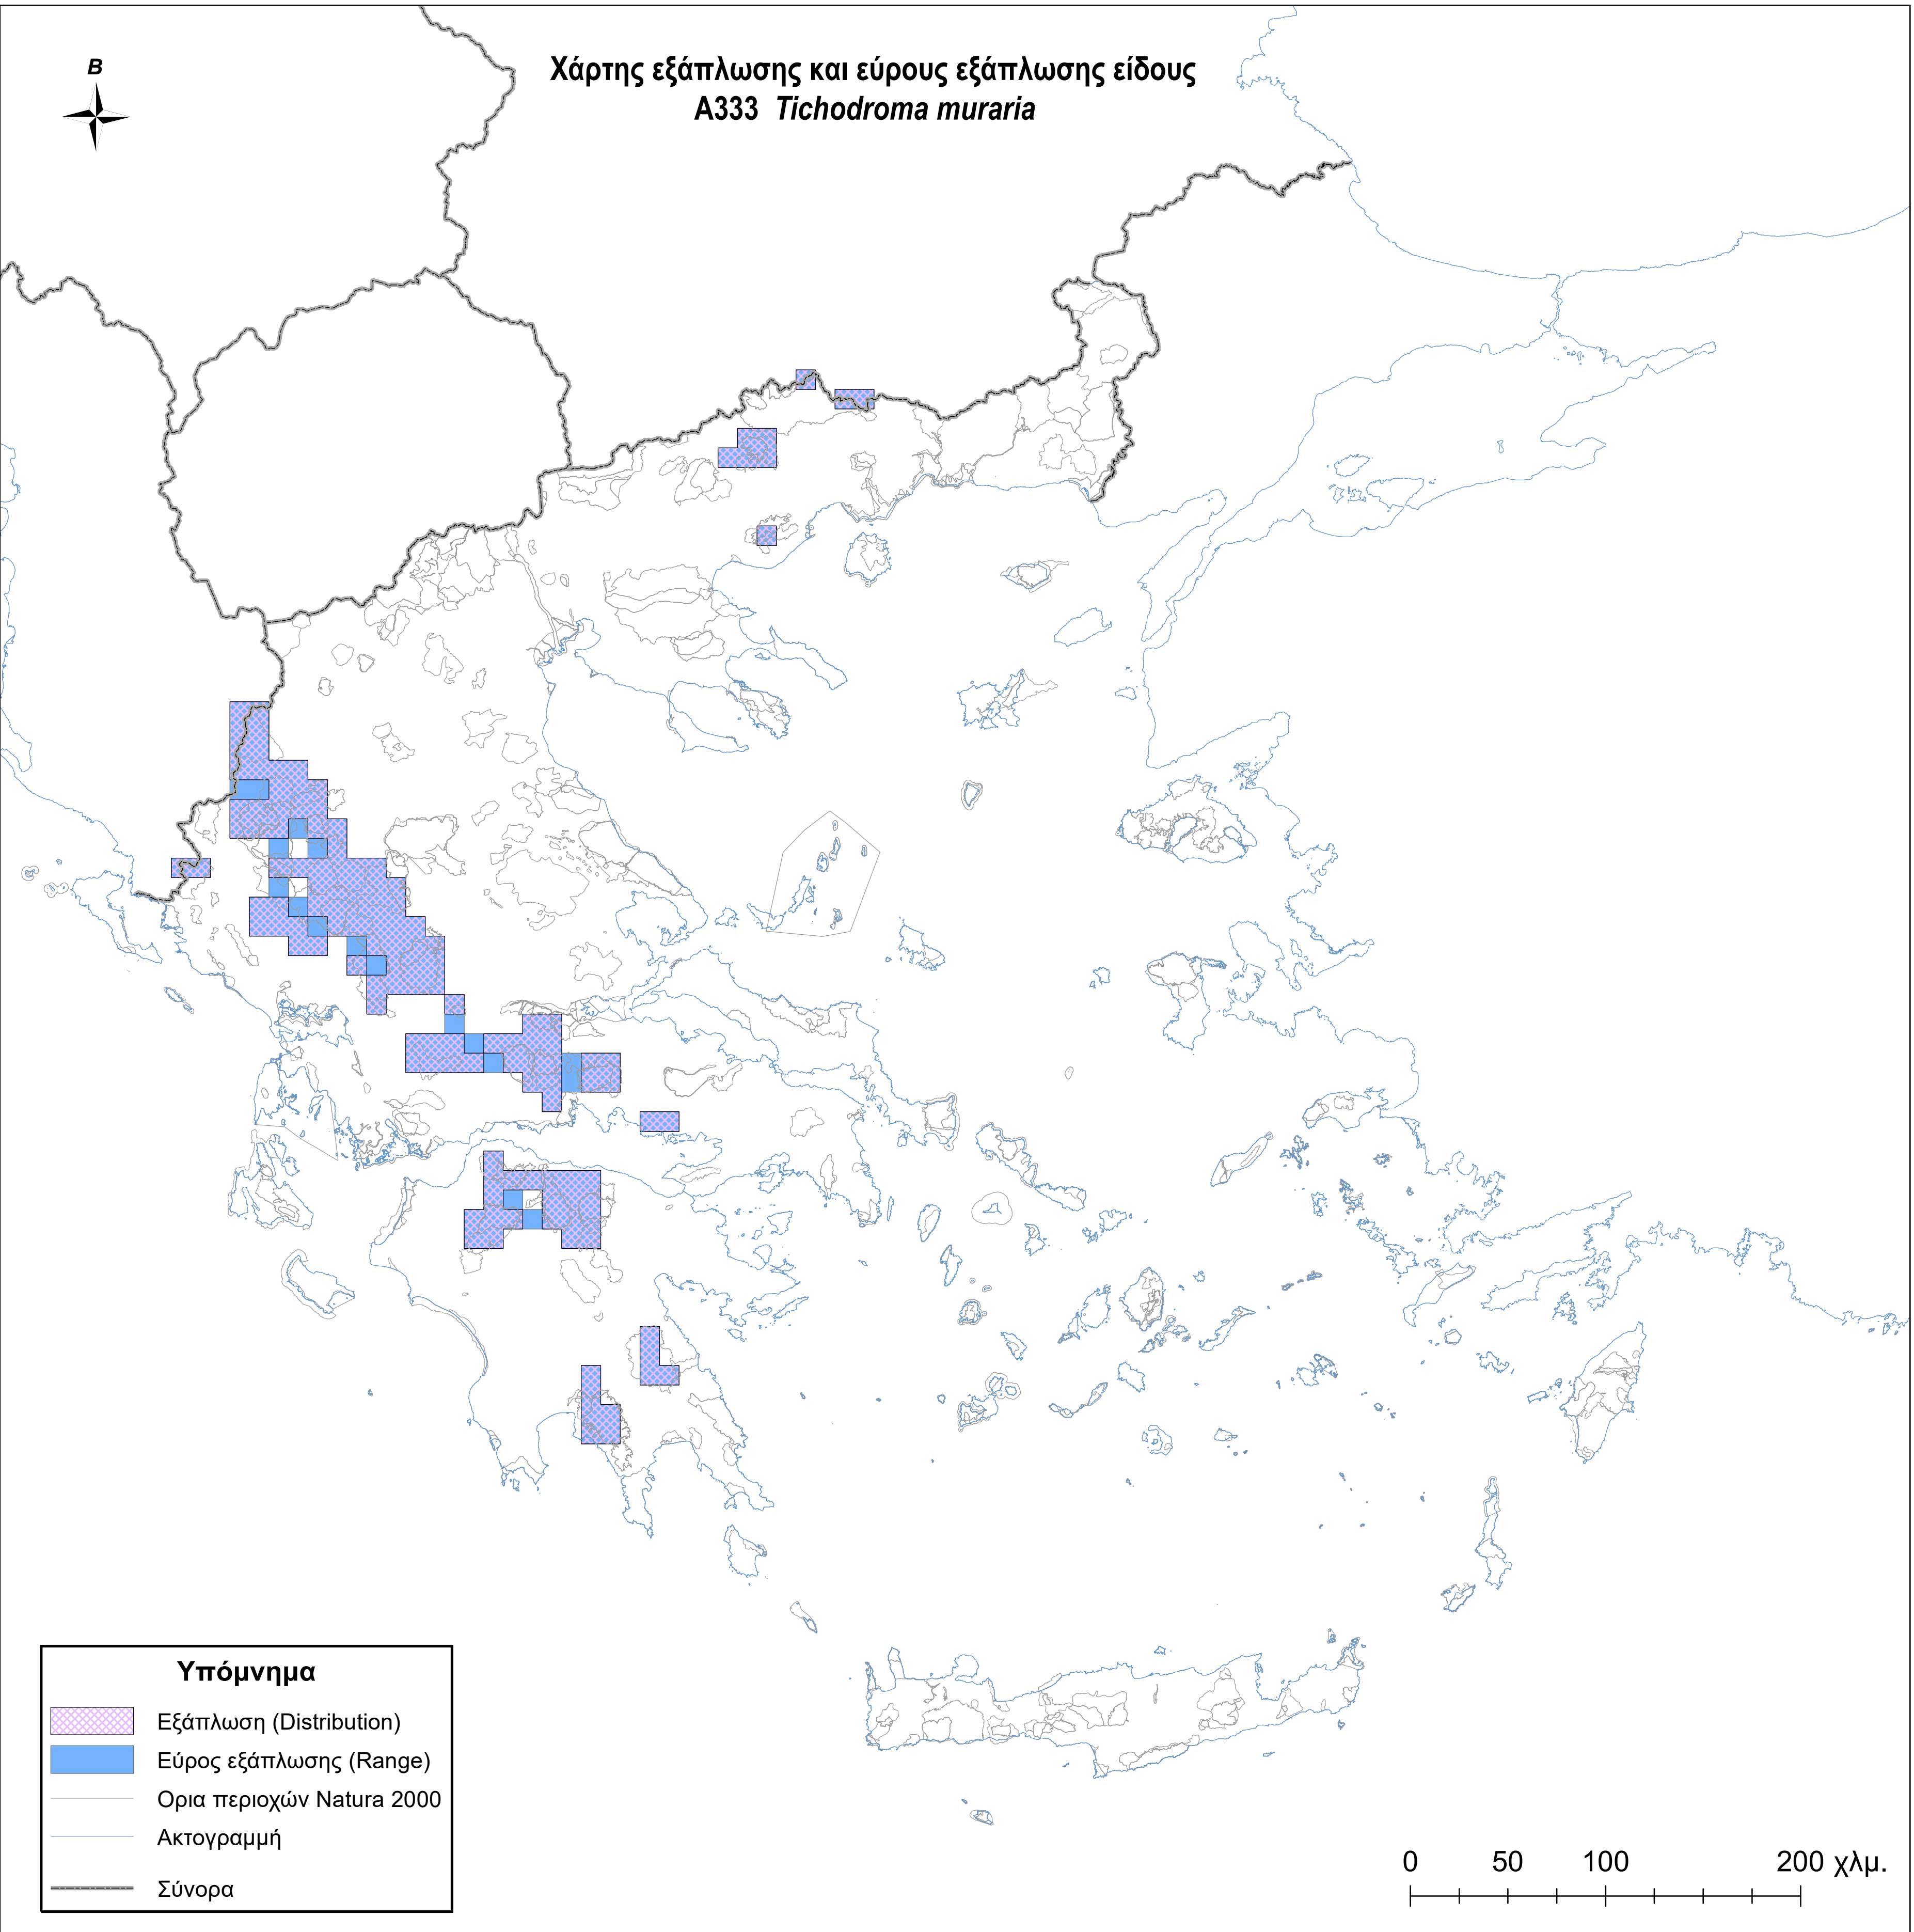 Χάρτης εξάπλωσης και εύρους εξάπλωσης είδους
A333 Tichodroma muraria
Β
Υπόμνημα
Εξάπλωση (Distribution)
Εύρος εξάπλωσης (Range)
Ορια περιοχών Natura 2000
Ακτογραμμή
Σύνορα
0 50 100 200 χλμ.